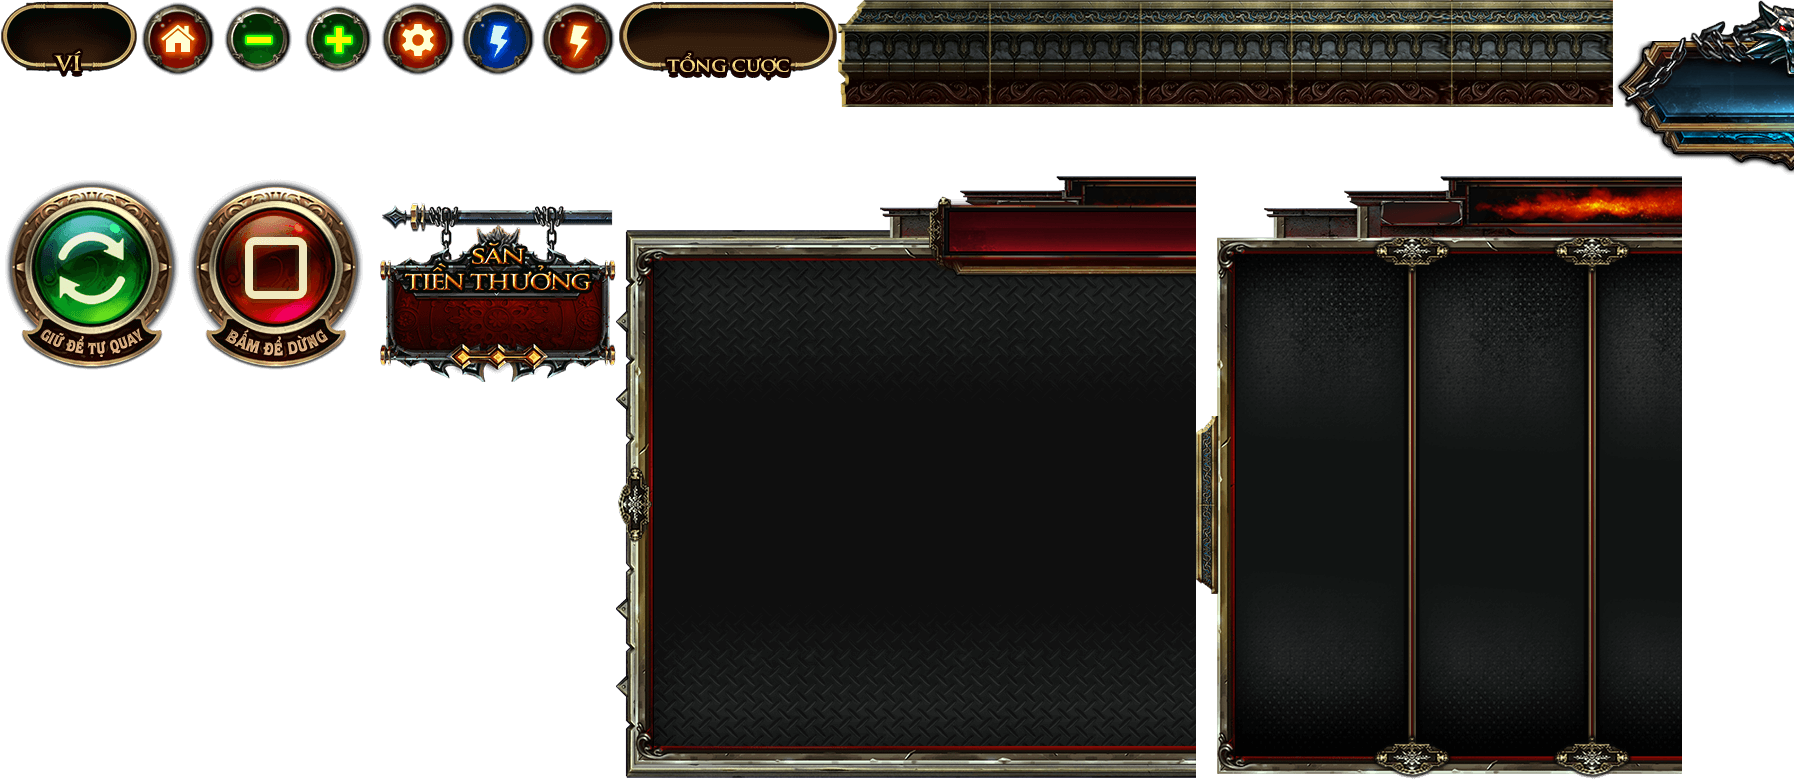 VÍ
TỔNG CƯỢC
GIỮ ĐỂ TỰ QUAY
BẤM ĐỂ DỪNG
SĂN
TIỀN THƯỞNG